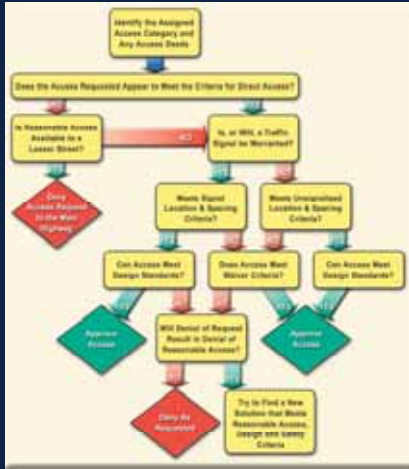 Identify the Assigned
Access Category and
Any Access Deeds
Does the Access Requested Appear to Meet the Criteria for Direct Access?
Is Reasonable Access
Available to a
Lesser Street?
NO
Is, or Will, a Traffic
Signal be Warranted?
Deny
Access Request
to the Main
Highway
Meets Signal
Location & Spacing
Criteria?
Meets Unsignalized
Location & Spacing
Criteria?
Can Access Meet
Design Standards?
Does Access Meet
Waiver Criteria?
Can Access Meet
Design Standards?
YES
YES
YES
Approve
Access
Will Denial of Request
Result in Denial of
Reasonable Access?
Approve
Access
Deny As
Requested
Try to Find a New
Solution that Meets
Reasonable Access,
Design and Safety
Criteria